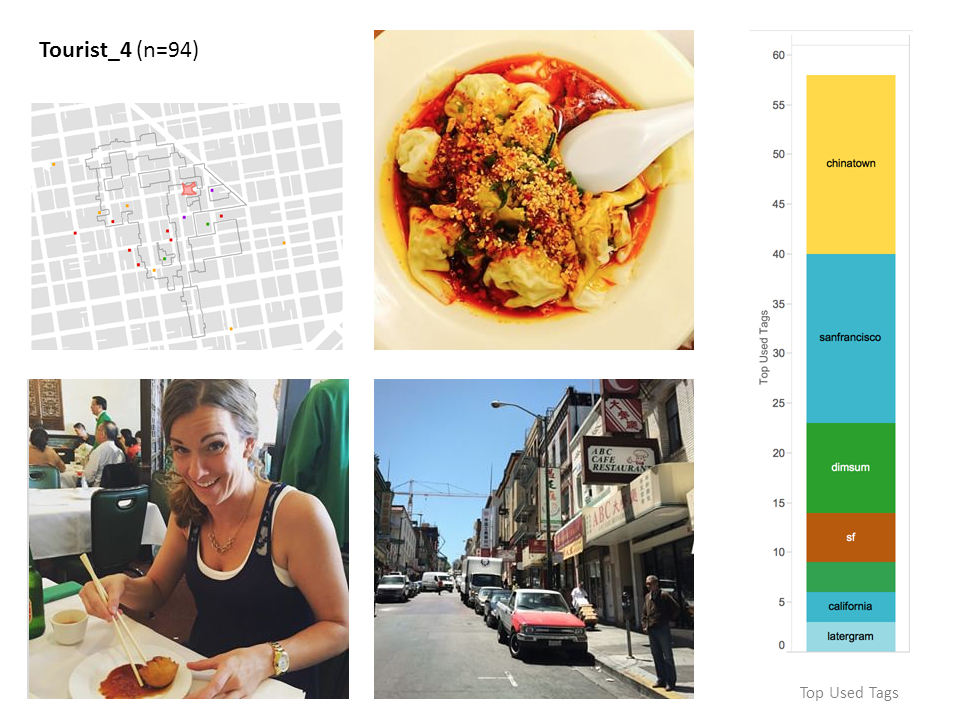 Tourist_4 (n=94)
ABC
CAFE
RESTAURANT
ABC
60
55
50
45
40
35
30
25
20
15
10
5
0
Top Used Tags
chinatown
sanfrancisco
dimsum
sf
california
latergram
Top Used Tags